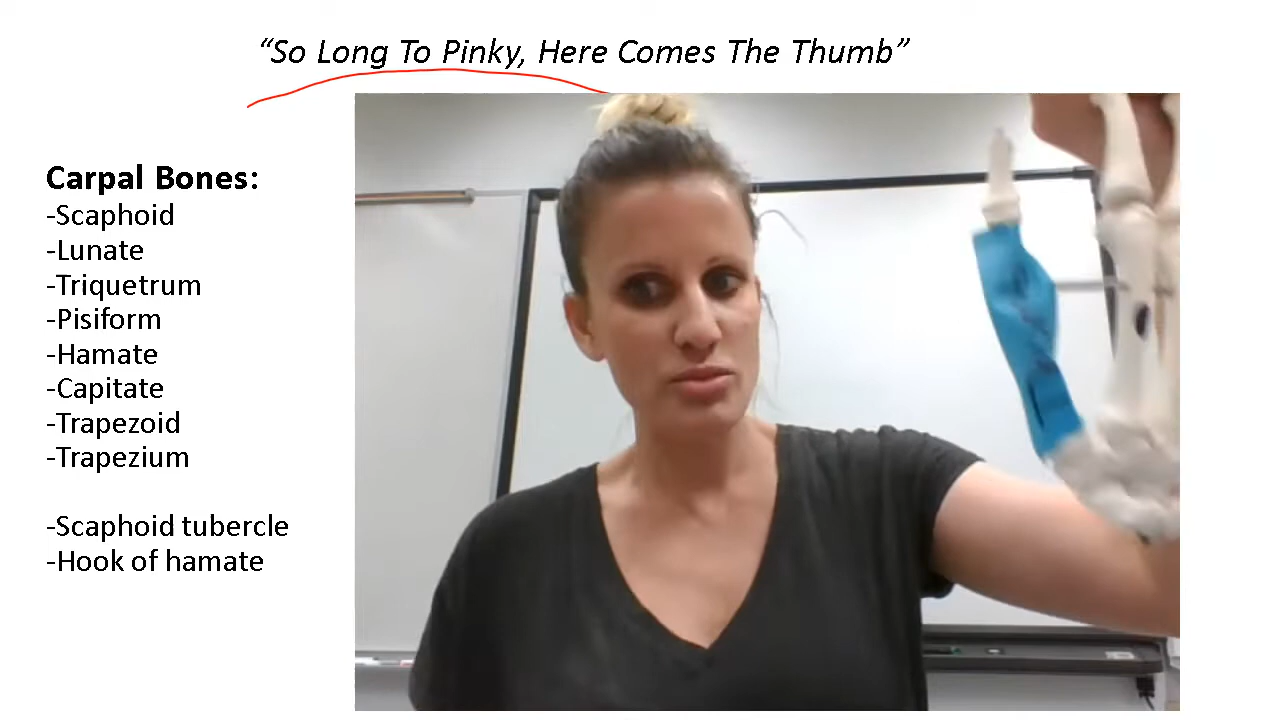 “So Long To Pinky, Here Comes The Thumb”
Carpal Bones:
-Scaphoid
-Lunate
-Triquetrum
-Pisiform
-Hamate
-Capitate
-Trapezoid
-Trapezium
-Scaphoid tubercle
-Hook of hamate